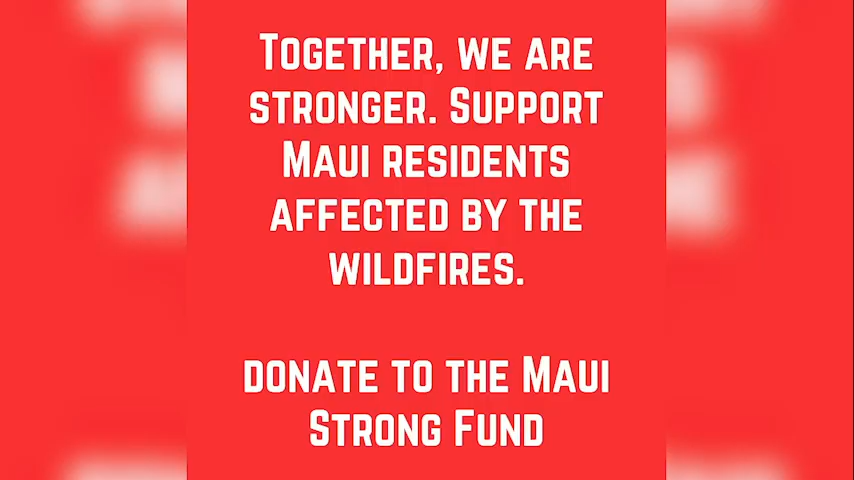 Together, we are
stronger. Support
Maui residents
affected by the
wildfires.
donate to the Maui
Strong Fund